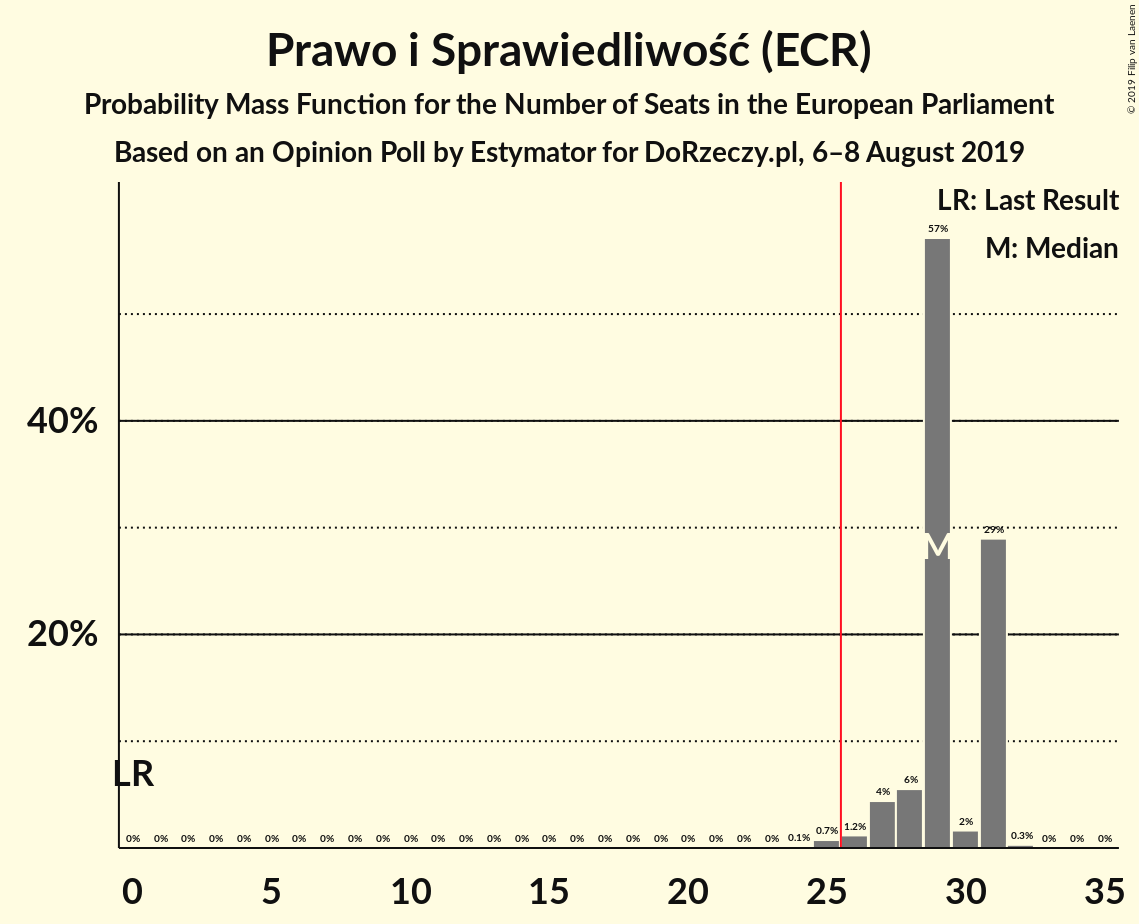 Prawo i Sprawiedliwość (ECR)
Probability Mass Function for the Number of Seats in the European Parliament
Based on an Opinion Poll by Estymator for DoRzeczy.pl, 6–8 August 2019
© 2019 Filip van Laenen
LR: Last Result
M: Median
57%
40%
29%
M
20%
LR
6%
4%
0% 0% 0% 0% 0% 0% 0% 0% 0% 0% 0% 0% 0% 0% 0% 0% 0% 0% 0% 0% 0% 0% 0% 0% 0.1% 0.7% 1.2% 2% 0.3% 0% 0% 0%
0 5 10 15 20 25 30 35